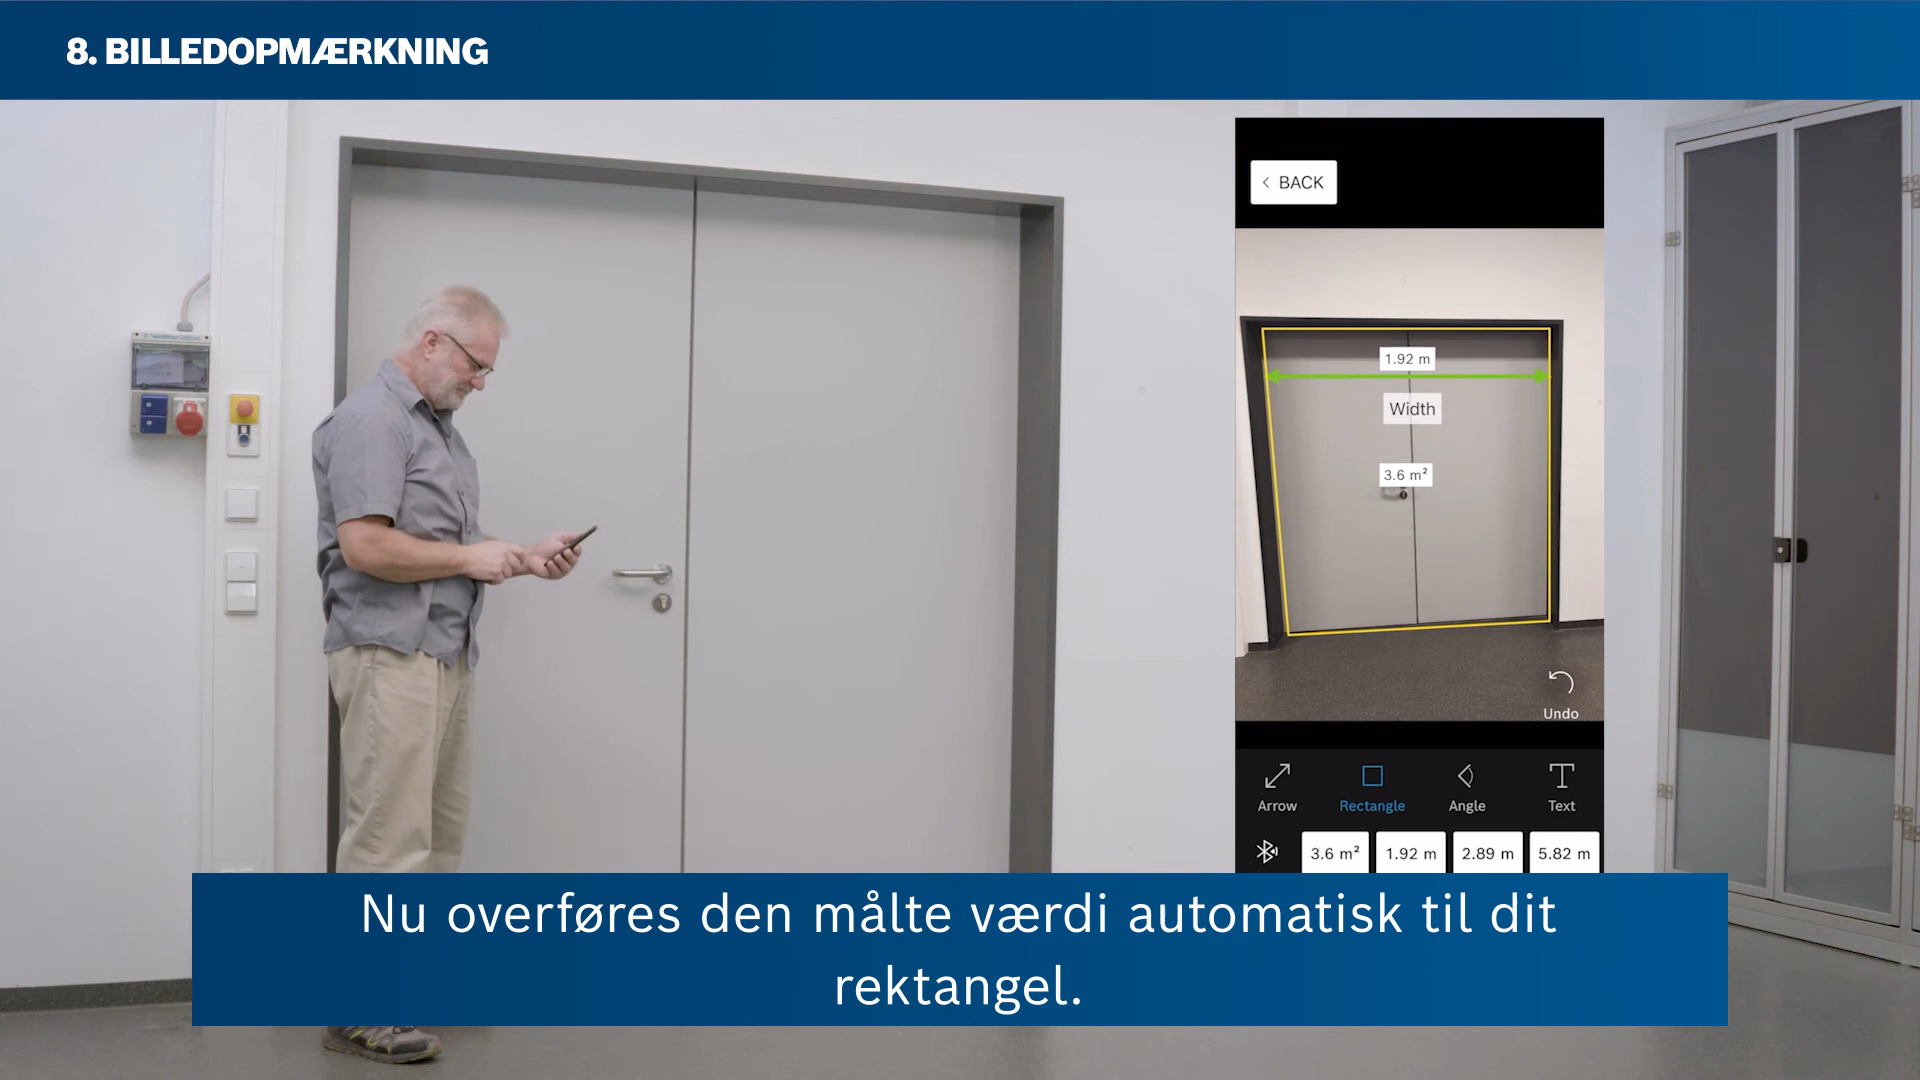 8. BILLEDOPMÆRKNING
BACK
1.92 m
Width
3.6 m²
Undo
Arrow
Rectangle
Angle
Text
3.6 m²
1.92 m
2.89 m
5.82 m
Nu overføres den målte værdi automatisk til dit
rektangel.